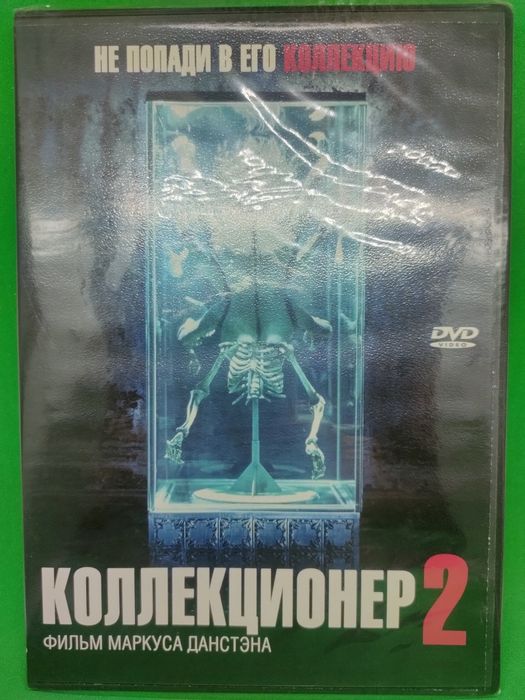 НЕ ПОПАДИ В ЕГО КОЛЛЕКЦИЮ
DVD
VIDEO
КОЛЛЕКЦИОНЕР 2
ФИЛЬМ МАРКУСА ДАНСТЭНА